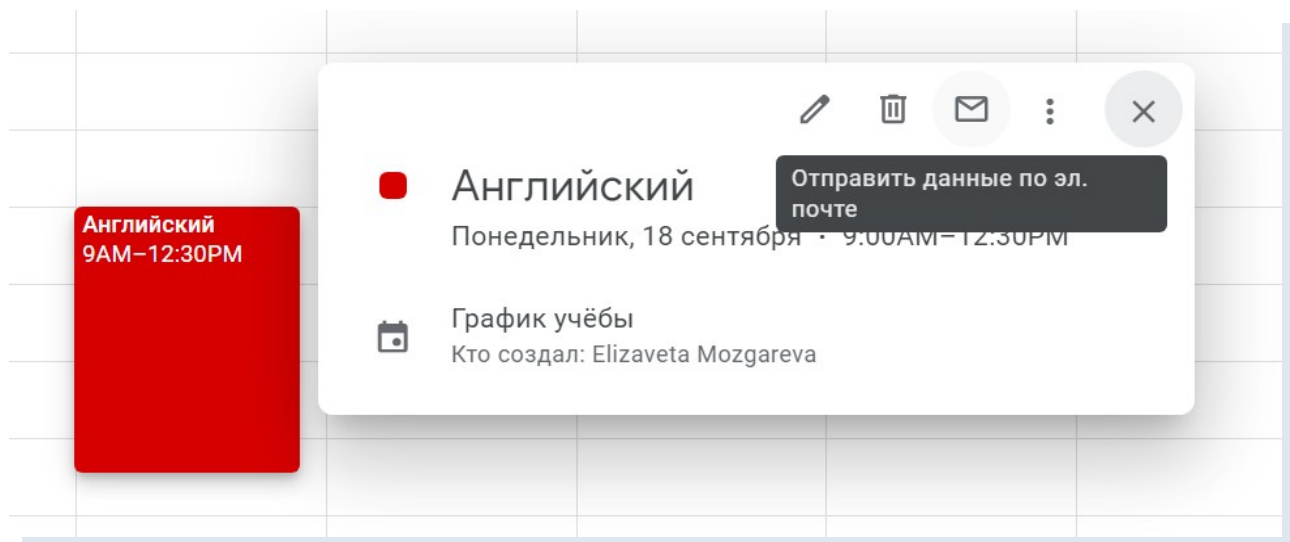 Английский
9AM–12:30PM
Отправить данные по эл.
почте
Английский
Понедельник, 18 сентября · 9:00AM–12:30PM
График учёбы
Кто создал: Elizaveta Mozgareva